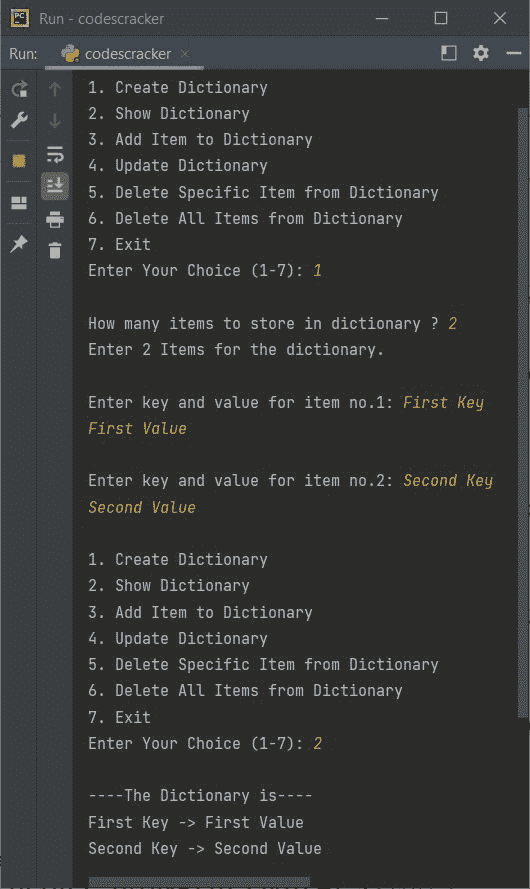 PC
Run - codescracker
Run: codescracker
1. Create Dictionary
2. Show Dictionary
3. Add Item to Dictionary
4. Update Dictionary
5. Delete Specific Item from Dictionary
6. Delete All Items from Dictionary
7. Exit
Enter Your Choice (1-7): 1
How many items to store in dictionary ? 2
Enter 2 Items for the dictionary.
Enter key and value for item no.1: First Key
First Value
Enter key and value for item no.2: Second Key
Second Value
1. Create Dictionary
2. Show Dictionary
3. Add Item to Dictionary
4. Update Dictionary
5. Delete Specific Item from Dictionary
6. Delete All Items from Dictionary
7. Exit
Enter Your Choice (1-7): 2
----The Dictionary is----
First Key -> First Value
Second Key -> Second Value